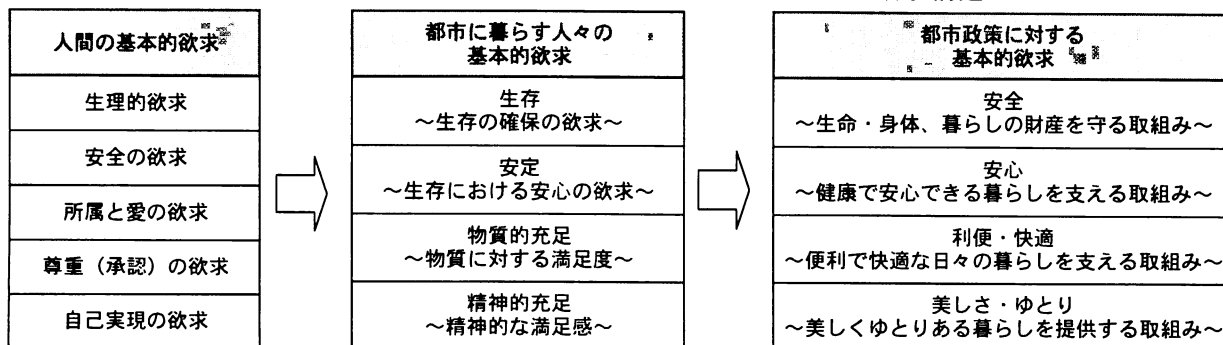 人間の基本的欲求
生理的欲求
安全の欲求
所属と愛の欲求
尊重（承認）の欲求
自己実現の欲求
都市に暮らす人々の
基本的欲求
生存
～生存の確保の欲求～
安定
～生存における安心の欲求～
物質的充足
～物質に対する満足度～
精神的充足
～精神的な満足感～
都市政策に対する
基本的欲求
安全
～生命・身体、暮らしの財産を守る取組み～
安心
～健康で安心できる暮らしを支える取組み～
利便・快適
～便利で快適な日々の暮らしを支える取組み～
美しさ・ゆとり
～美しくゆとりある暮らしを提供する取組み～